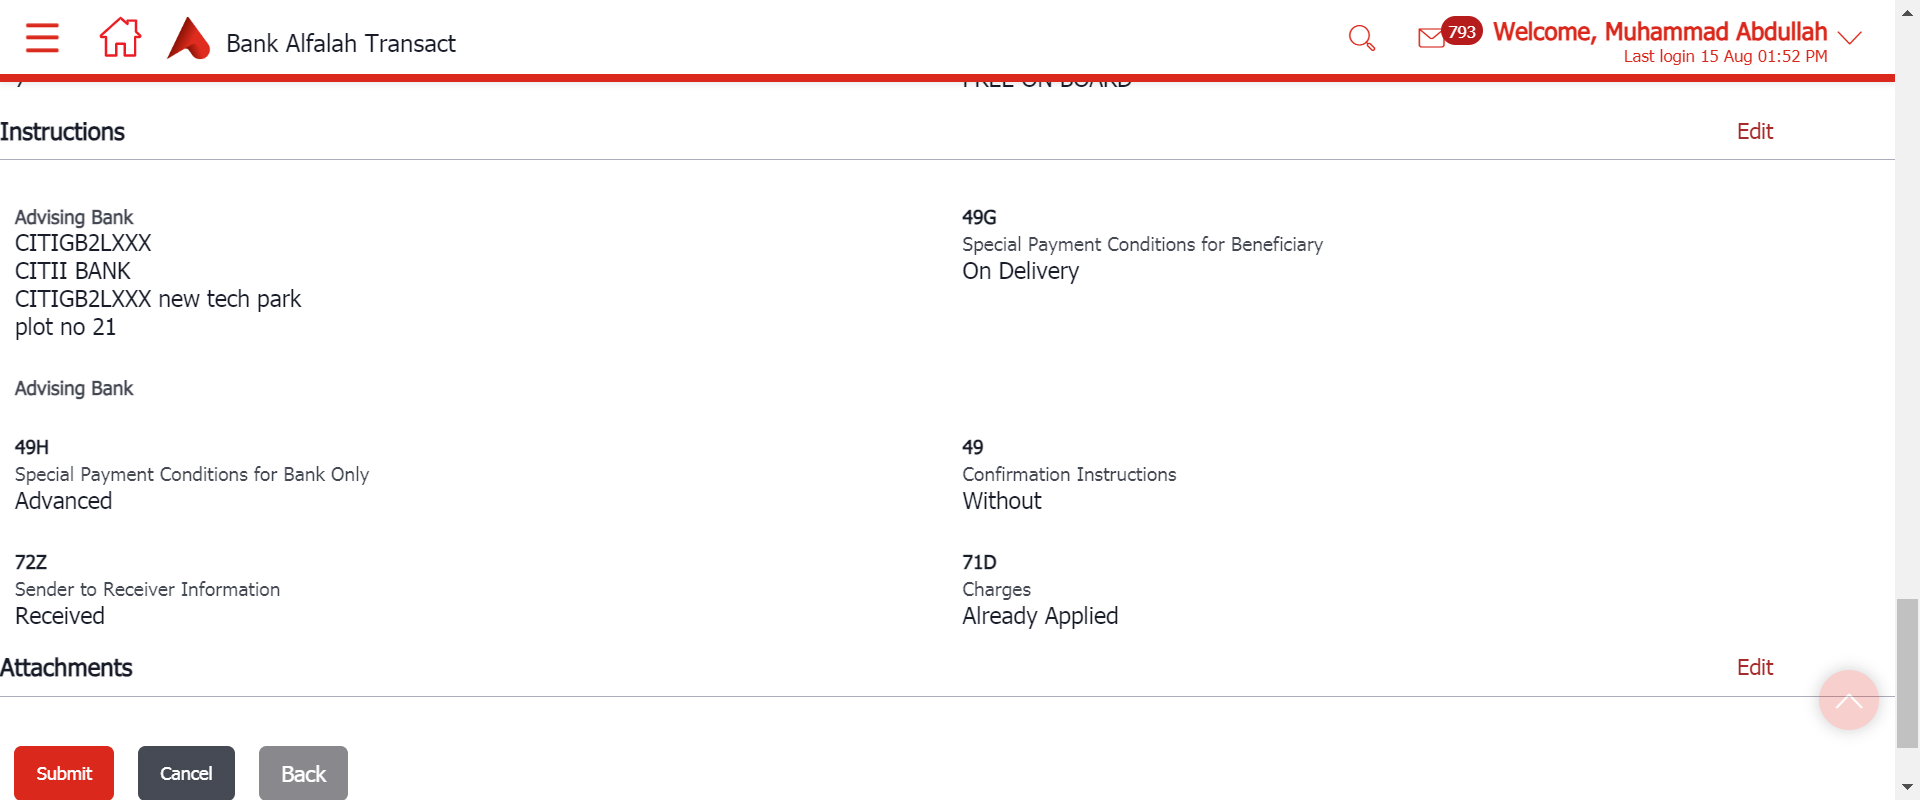 Bank Alfalah Transact
793
Welcome, Muhammad Abdullah
Last login 15 Aug 01:52 PM
FREE ON BOARD
Instructions
Edit
Advising Bank
CITIGB2LXXX
CITII BANK
CITIGB2LXXX new tech park
plot no 21
49G
Special Payment Conditions for Beneficiary
On Delivery
Advising Bank
49H
Special Payment Conditions for Bank Only
Advanced
49
Confirmation Instructions
Without
72Z
Sender to Receiver Information
Received
71D
Charges
Already Applied
Attachments
Edit
Submit
Cancel
Back